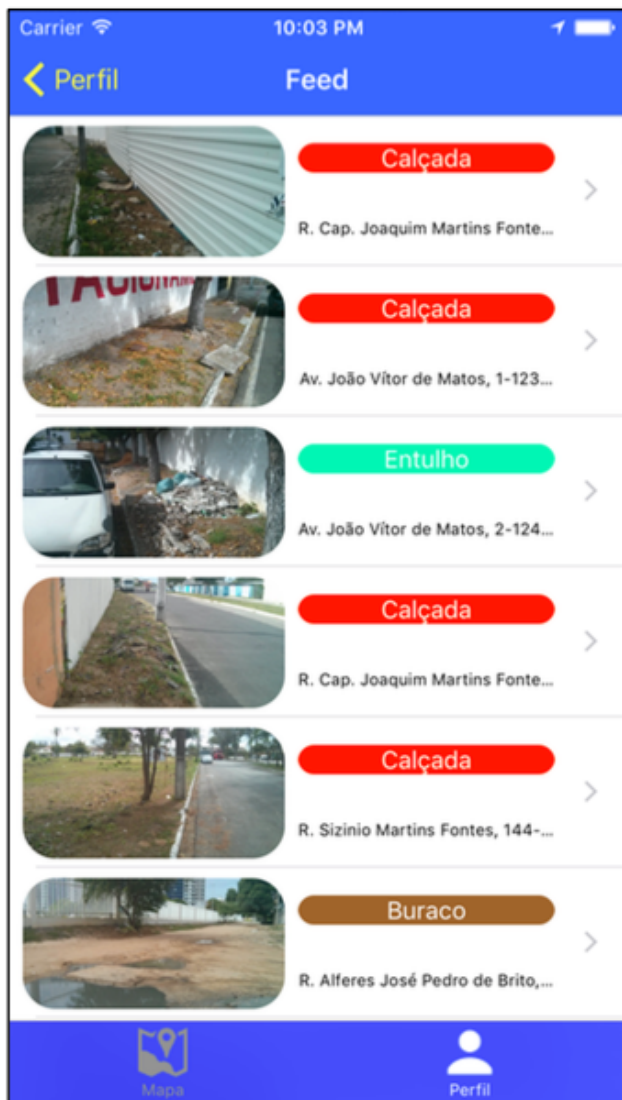 Carrier
10:03 PM
Perfil
Feed
Calçada
R. Cap. Joaquim Martins Fonte...
TACIONAME
Calçada
Av. João Vítor de Matos, 1-123...
Entulho
Av. João Vítor de Matos, 2-124...
Calçada
R. Cap. Joaquim Martins Fonte...
Calçada
R. Sizinio Martins Fontes, 144-...
Buraco
R. Alferes José Pedro de Brito,...
Mapa
Perfil